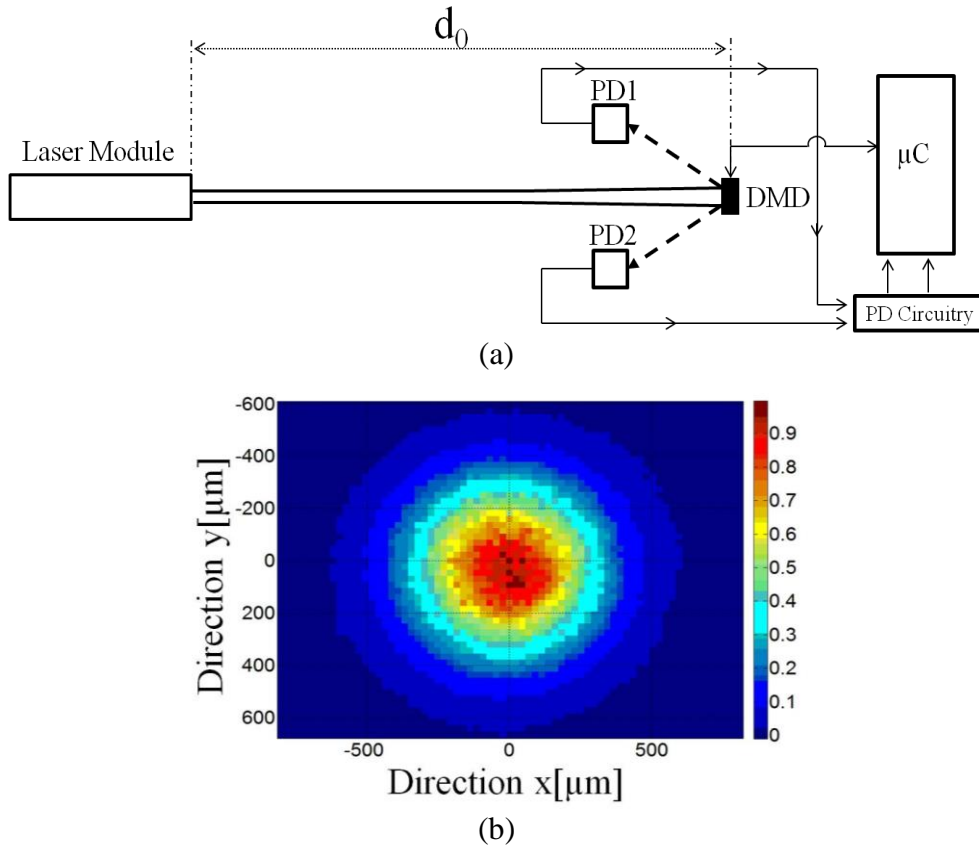 d₀
PD1
Laser Module
µC
DMD
PD2
PD Circuitry
(a)
-600
-400
-200
0
200
400
600
Direction y[µm]
0.9
0.8
0.7
0.6
0.5
0.4
0.3
0.2
0.1
0
-500
0
500
Direction x[µm]
(b)